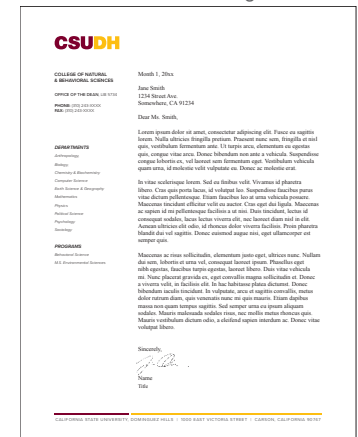 CSUDH
COLLEGE OF NATURAL
& BEHAVIORAL SCIENCES
OFFICE OF THE DEAN,
PHONE: (310) 243-XXXX
FAX: (310) 243-XXXX
DEPARTMENTS
Anthropology
Biology
Chemistry & Biochemistry
Computer Science
Earth Science & Geography
Mathematics
Physics
Political Science
Psychology
Sociology
PROGRAMS
Behavioral Science
M.S. Environmental Sciences
Month 1, 20xx
Jane Smith
1234 Street Ave.
Somewhere, CA 91234
Dear Ms. Smith,
Lorem ipsum dolor sit amet, consectetur adipiscing elit. Fusce eu sagittis
lorem. Nulla ultricies fringilla pretium. Praesent nunc sem, fringilla et nisl
quis, vestibulum fermentum ante. Ut turpis arcu, elementum eu egestas
quis, congue vitae arcu. Donec bibendum non ante a vehicula. Suspendisse
congue lobortis ex, vel laoreet sem fermentum eget. Vestibulum vehicula
quam urna, id molestie velit vulputate eu. Donec ac molestie erat.
In vitae scelerisque lorem. Sed eu finibus velit. Vivamus id pharetra
libero. Cras quis porta lacus, id volutpat leo. Suspendisse faucibus purus
vitae dictum pellentesque. Etiam faucibus leo at urna vehicula posuere.
Maecenas tincidunt efficitur velit eu auctor. Cras eget dui ligula. Maecenas
ac sapien id mi pellentesque facilisis a ut nisi. Duis tincidunt, lectus id
consequat sodales, lacus lectus viverra elit, nec laoreet diam nisl in elit.
Aenean ultricies elit odio, id rhoncus dolor viverra facilisis. Proin pharetra
blandit dui vel sagittis. Donec euismod augue nisi, eget ullamcorper est
semper quis.
Maecenas ac risus sollicitudin, elementum justo eget, ultrices nunc. Nullam
dui sem, lobortis et urna vel, consequat laoreet ipsum. Phasellus eget
nibh egestas, faucibus turpis egestas, laoreet libero. Duis vitae vehicula
mi. Nunc placerat gravida ex, eget convallis magna sollicitudin et. Donec
a viverra velit, in facilisis elit. In hac habitasse platea dictumst. Donec
bibendum iaculis tincidunt. In vulputate, arcu et sagittis convallis, metus
dolor rutrum diam, quis venenatis nunc mi quis mauris. Etiam dapibus
massa non quam tempus sagittis. Sed semper urna eu ipsum aliquam
sodales. Mauris malesuada sodales risus, nec mollis metus rhoncus quis.
Mauris vestibulum dictum odio, a eleifend sapien interdum ac. Donec vitae
volutpat libero.
Sincerely,
Name
Title
CALIFORNIA STATE UNIVERSITY, DOMINGUEZ HILLS | 1000 EAST VICTORIA STREET | CARSON, CALIFORNIA 90747